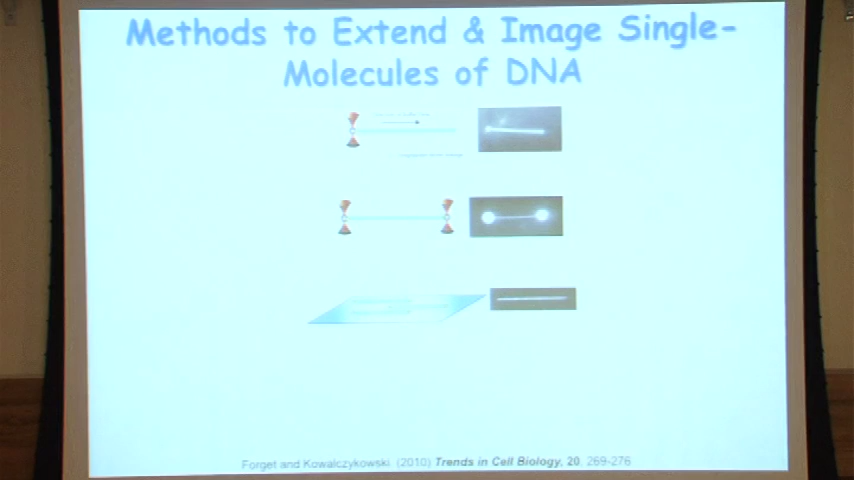 Methods to Extend & Image Single-
Molecules of DNA
Forget and Kowalczykowski. (2010) Trends in Cell Biology, 20, 269-276